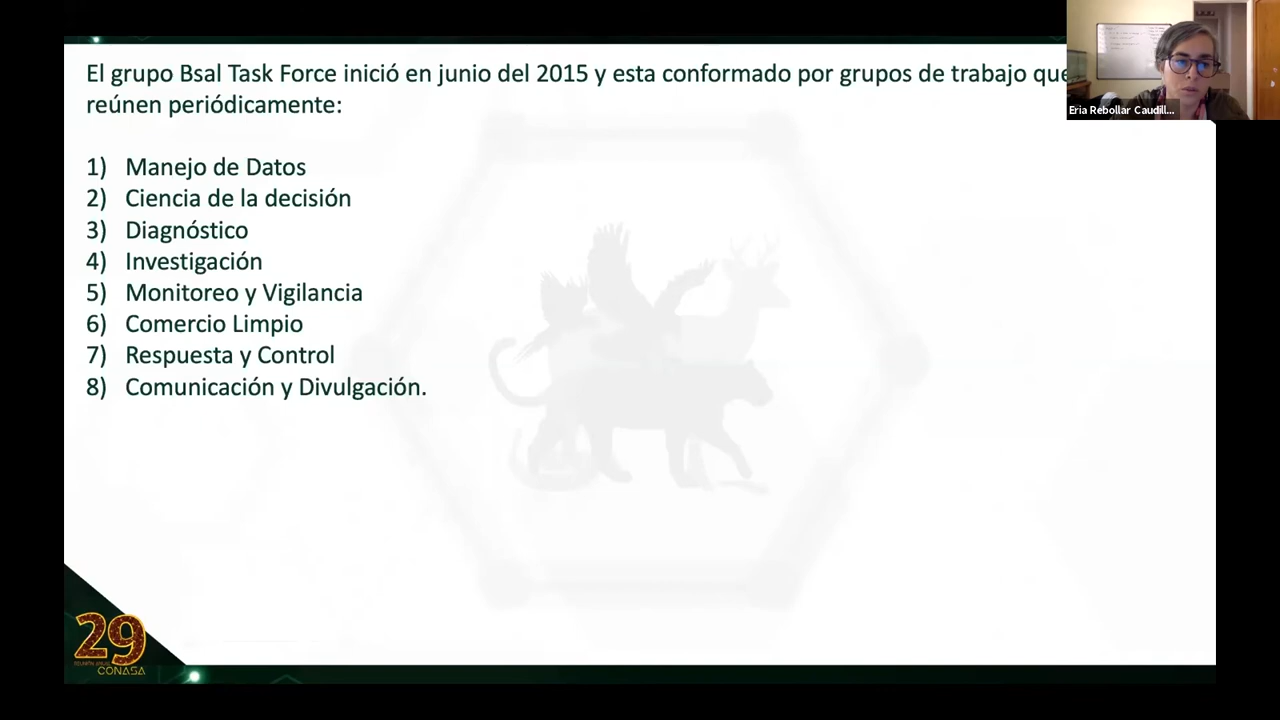 El grupo Bsal Task Force inició en junio del 2015 y esta conformado por grupos de trabajo que
reúnen periódicamente:
1) Manejo de Datos
2) Ciencia de la decisión
3) Diagnóstico
4) Investigación
5) Monitoreo y Vigilancia
6) Comercio Limpio
7) Respuesta y Control
8) Comunicación y Divulgación.
Eria Rebollar Caudill...
29
REUNIÓN ANUAL
CONASA